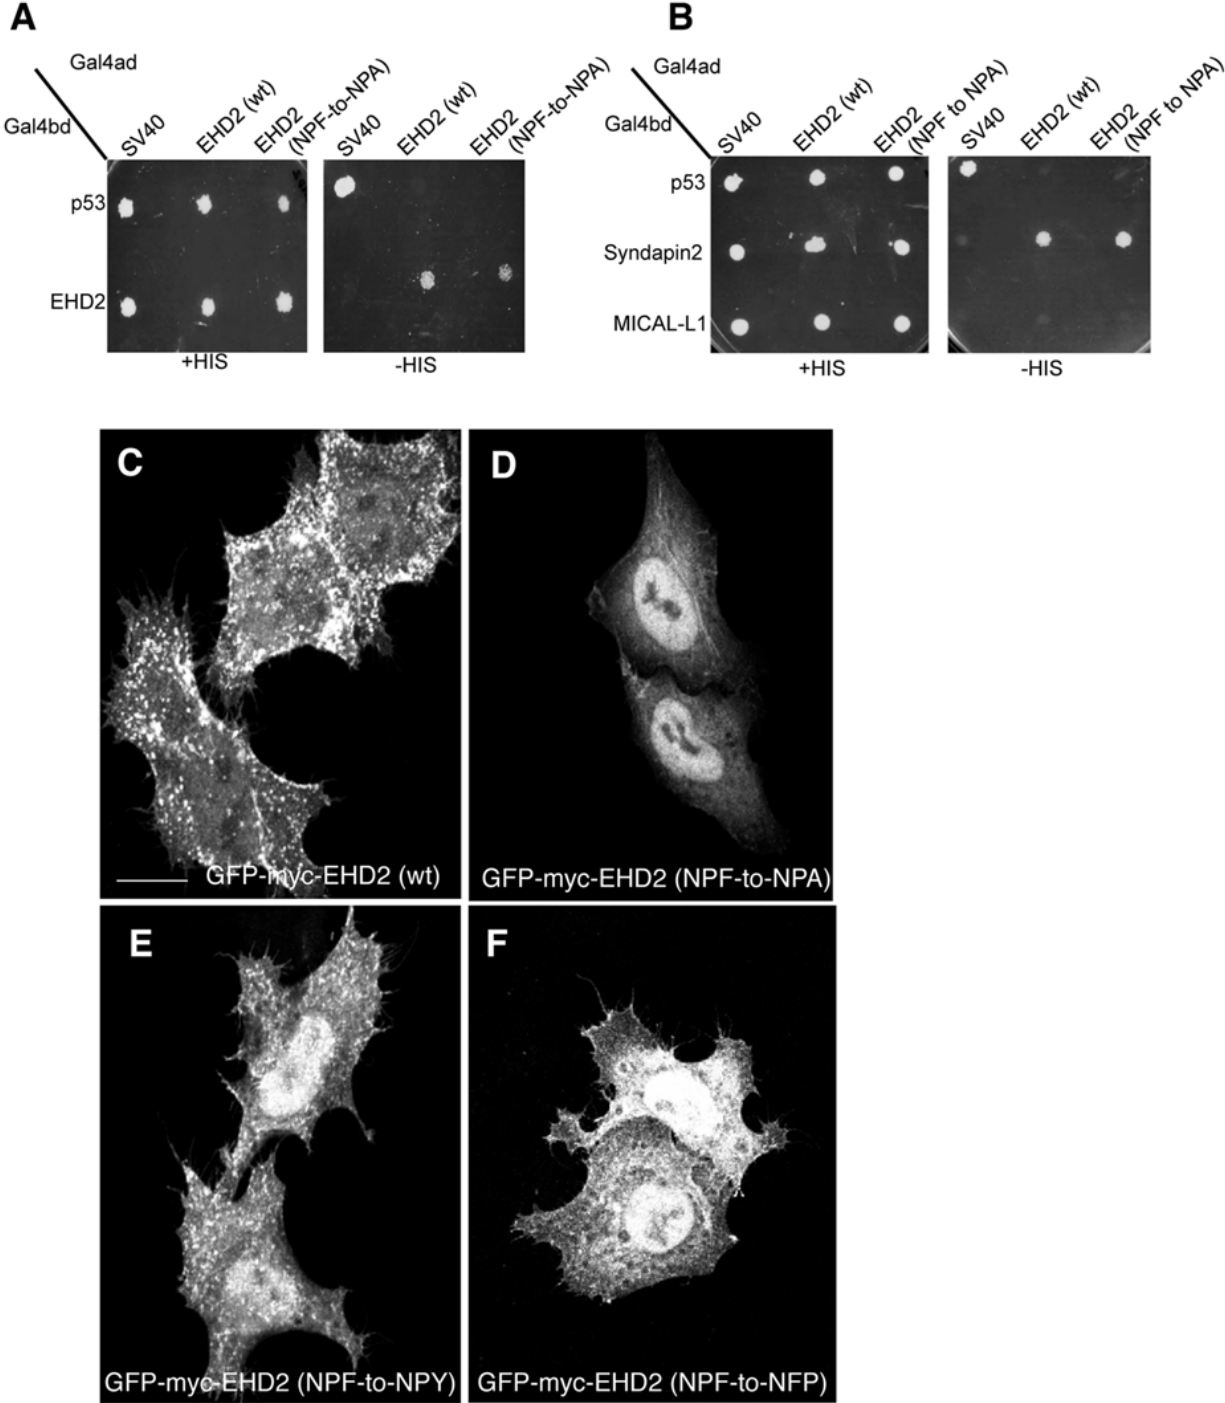 A
B
Gal4ad
Gal4bd
SV40
EHD2 (wt)
EHD2
(NPF-to-NPA)
SV40
EHD2 (wt)
EHD2
(NPF-to-NPA)
p53
EHD2
+HIS
-HIS
Gal4ad
Gal4bd
SV40
EHD2 (wt)
EHD2
(NPF to NPA)
SV40
EHD2 (wt)
EHD2
(NPF to NPA)
p53
Syndapin2
MICAL-L1
+HIS
-HIS
C
GFP-myc-EHD2 (wt)
D
GFP-myc-EHD2 (NPF-to-NPA)
E
GFP-myc-EHD2 (NPF-to-NPY)
F
GFP-myc-EHD2 (NPF-to-NFP)